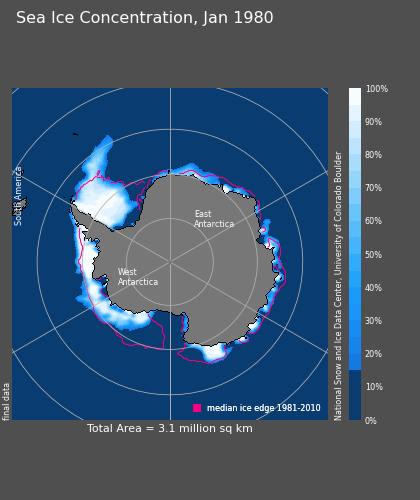 Sea Ice Concentration, Jan 1980
100%
90%
80%
70%
60%
50%
40%
30%
20%
10%
0%
South America
East
Antarctica
West
Antarctica
National Snow and Ice Data Center, University of Colorado Boulder
final data
median ice edge 1981-2010
Total Area = 3.1 million sq km